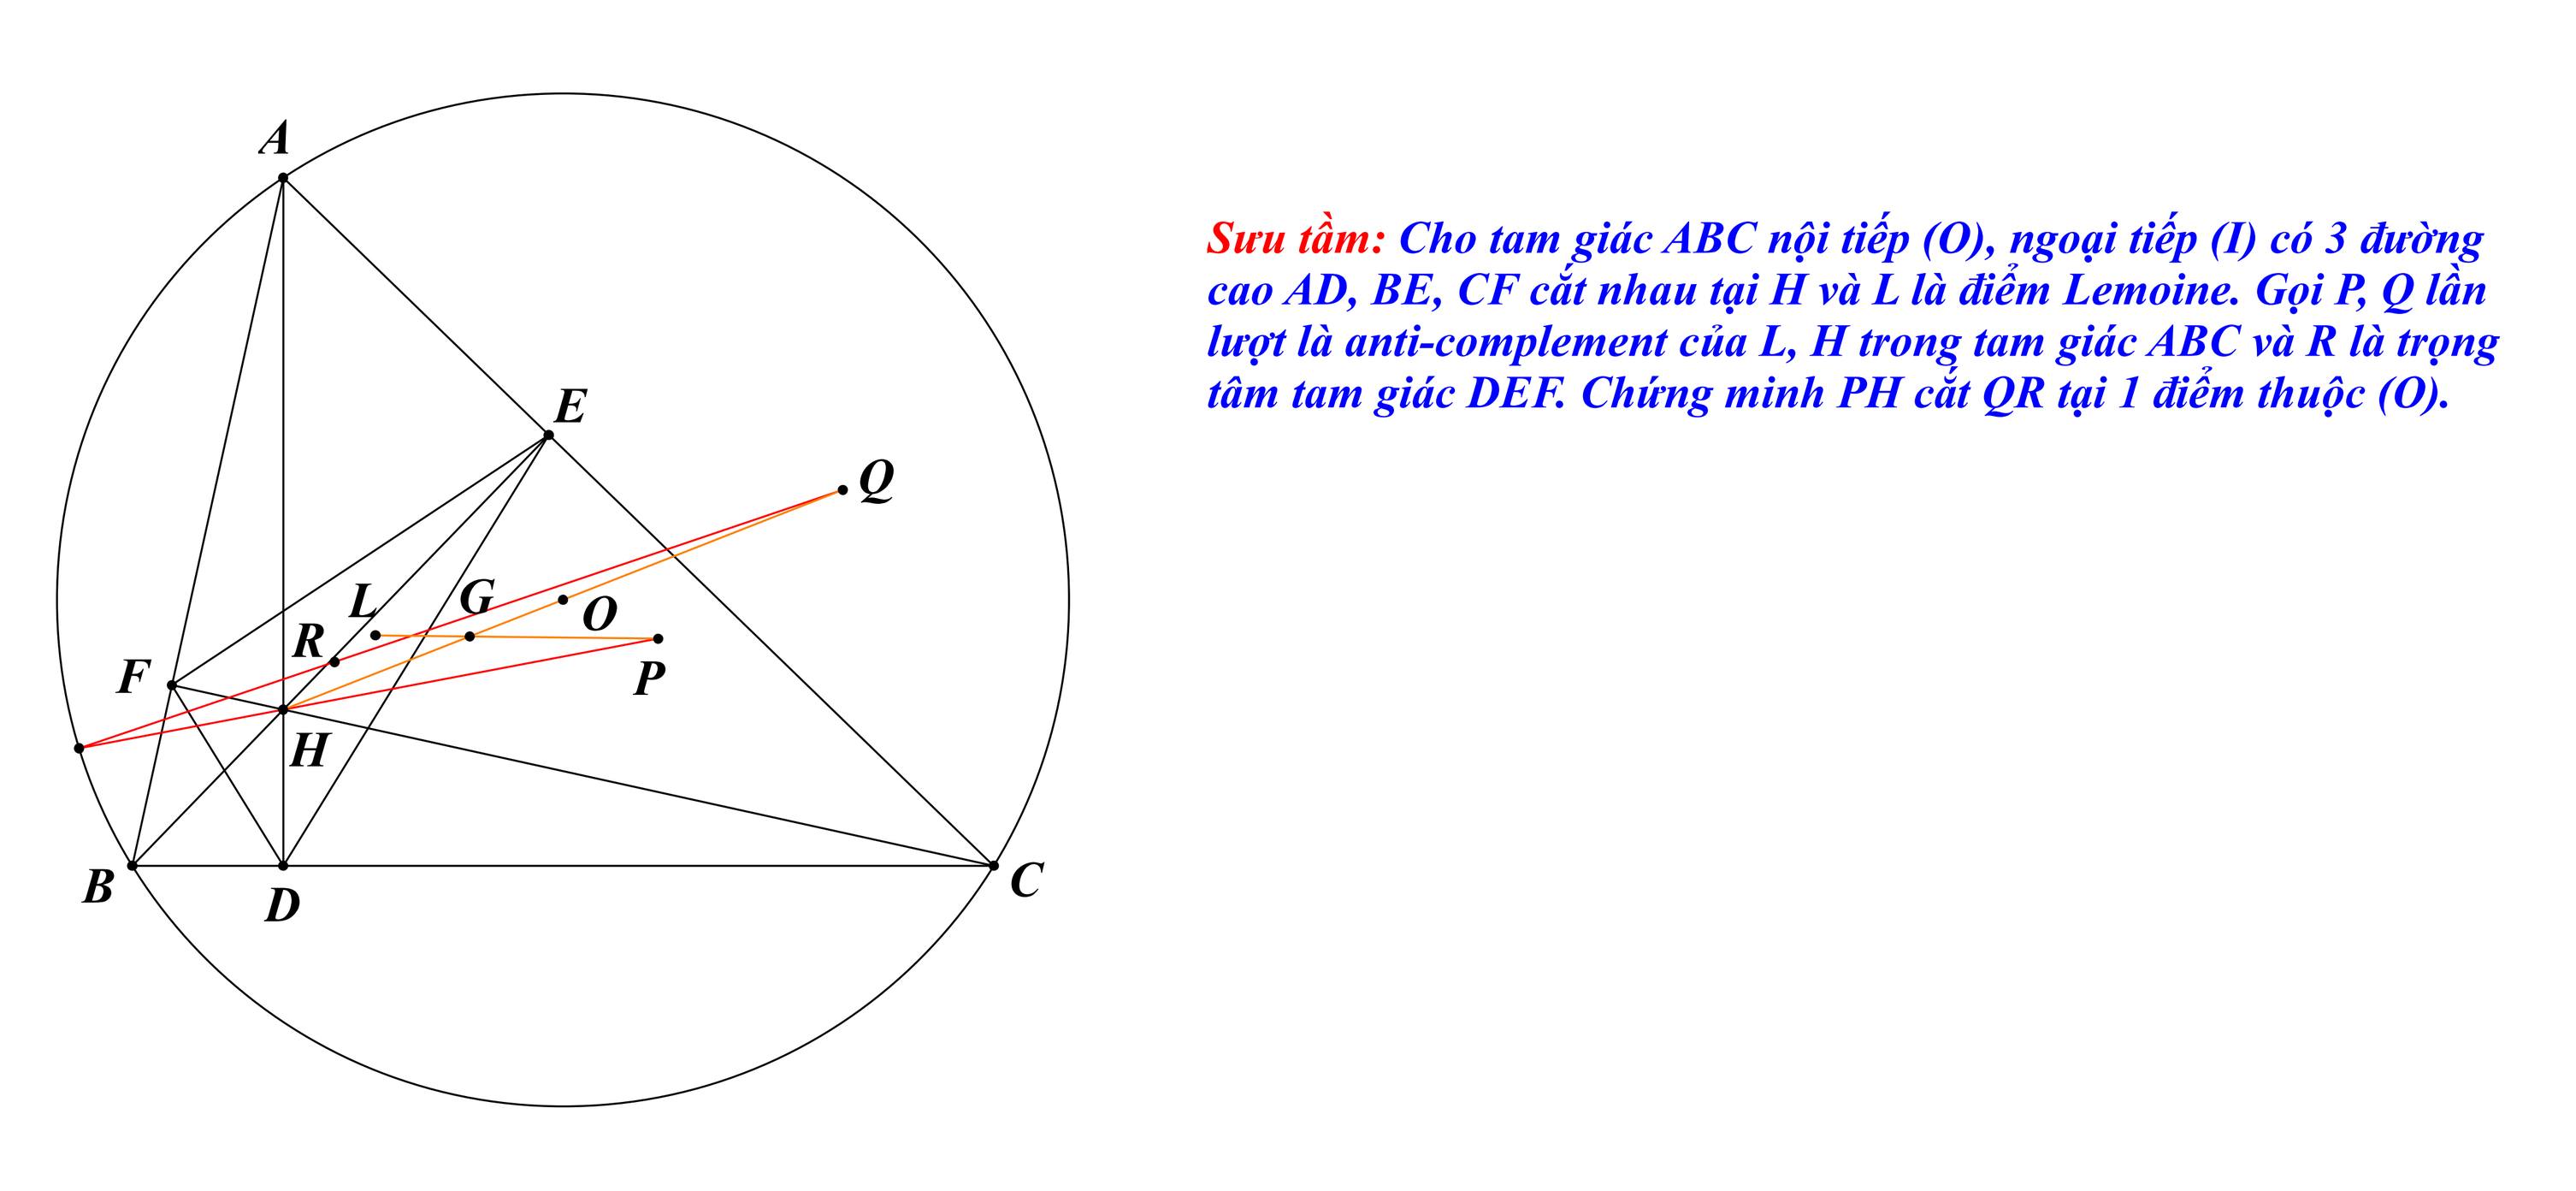 Sưu tầm: Cho tam giác ABC nội tiếp (O), ngoại tiếp (I) có 3 đường
cao AD, BE, CF cắt nhau tại H và L là điểm Lemoine. Gọi P, Q lần
lượt là anti-complement của L, H trong tam giác ABC và R là trọng
tâm tam giác DEF. Chứng minh PH cắt QR tại 1 điểm thuộc (O).
A
E
Q
L
G
O
R
F
P
H
B
D
C